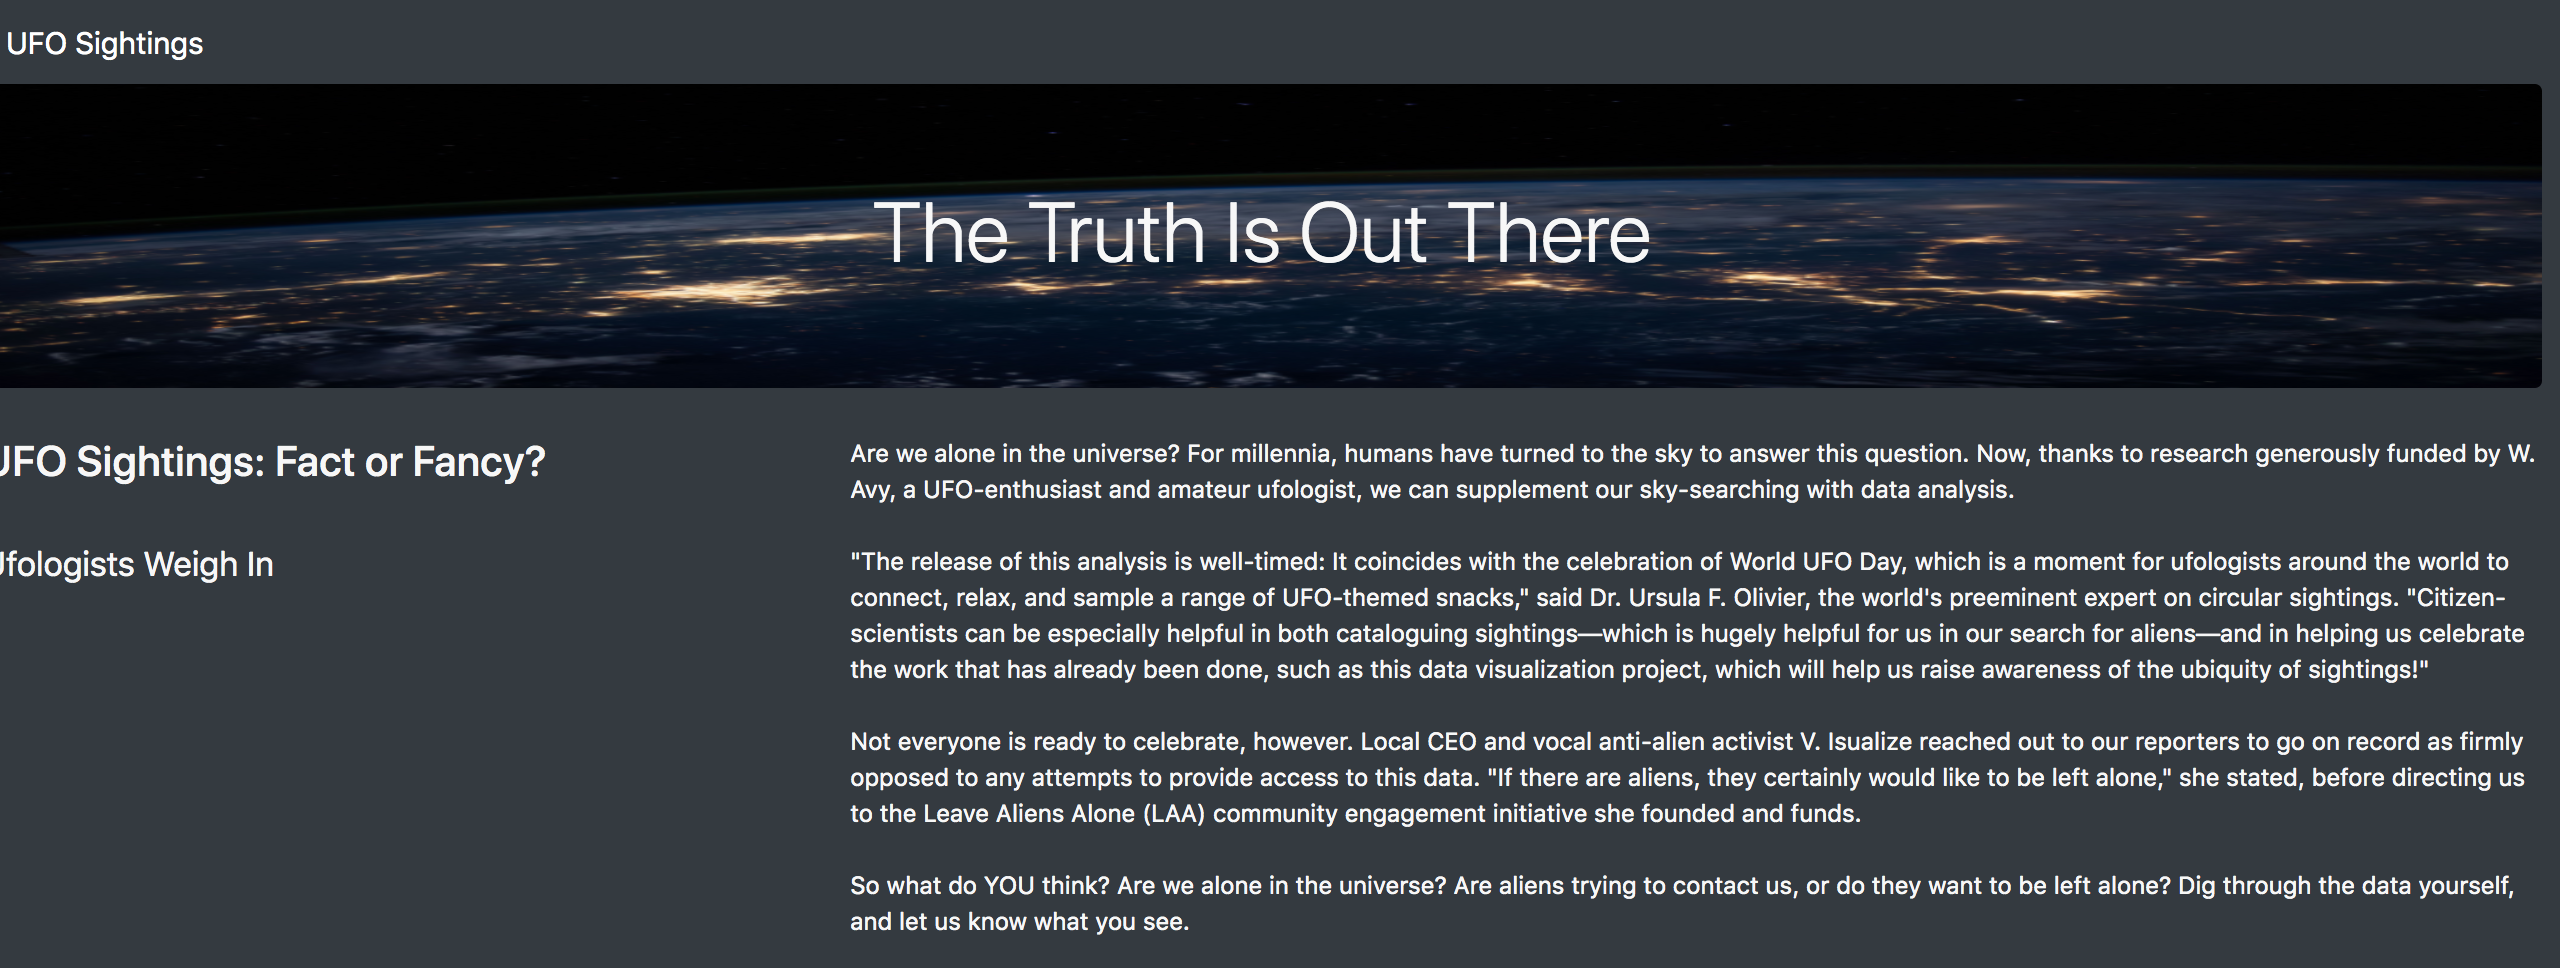 UFO Sightings
The Truth Is Out There
UFO Sightings: Fact or Fancy?
Ufologists Weigh In
Are we alone in the universe? For millennia, humans have turned to the sky to answer this question. Now, thanks to research generously funded by W.
Avy, a UFO-enthusiast and amateur ufologist, we can supplement our sky-searching with data analysis.
"The release of this analysis is well-timed: It coincides with the celebration of World UFO Day, which is a moment for ufologists around the world to
connect, relax, and sample a range of UFO-themed snacks," said Dr. Ursula F. Olivier, the world's preeminent expert on circular sightings. "Citizen-
scientists can be especially helpful in both cataloguing sightings—which is hugely helpful for us in our search for aliens—and in helping us celebrate
the work that has already been done, such as this data visualization project, which will help us raise awareness of the ubiquity of sightings!"
Not everyone is ready to celebrate, however. Local CEO and vocal anti-alien activist V. Isualize reached out to our reporters to go on record as firmly
opposed to any attempts to provide access to this data. "If there are aliens, they certainly would like to be left alone," she stated, before directing us
to the Leave Aliens Alone (LAA) community engagement initiative she founded and funds.
So what do YOU think? Are we alone in the universe? Are aliens trying to contact us, or do they want to be left alone? Dig through the data yourself,
and let us know what you see.